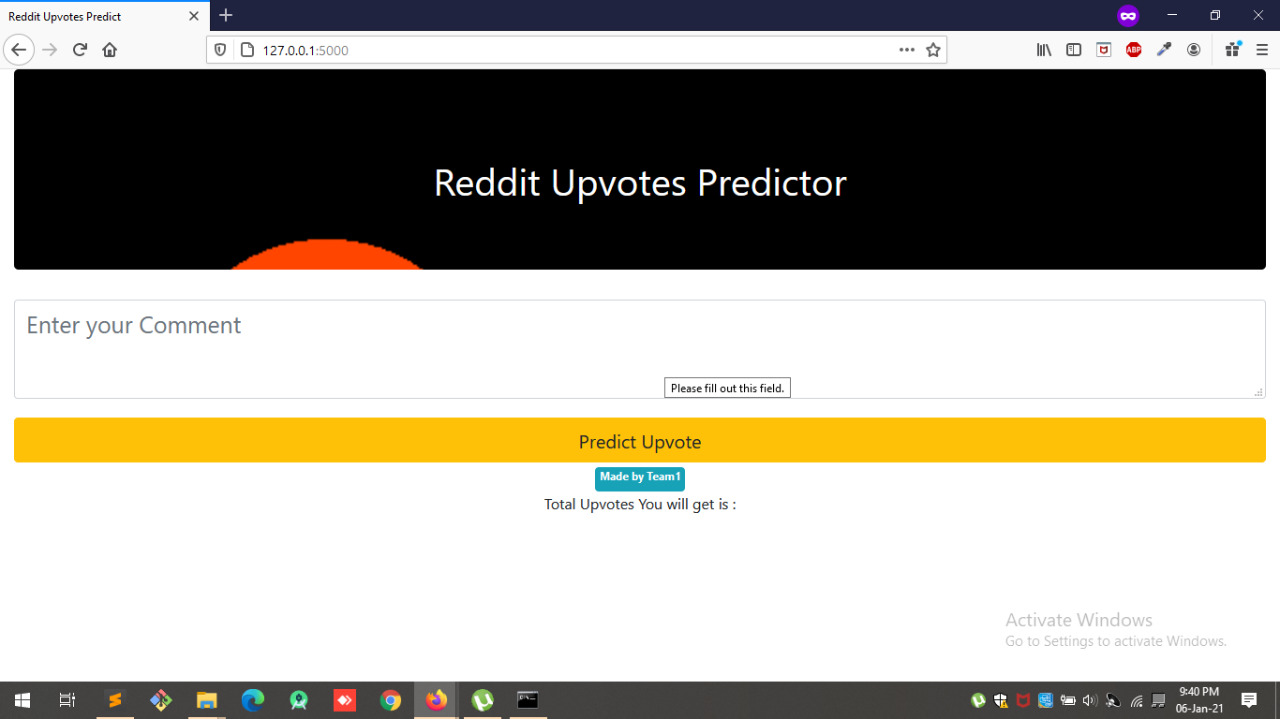 Reddit Upvotes Predict
127.0.0.1:5000
ABP
Reddit Upvotes Predictor
Enter your Comment
Please fill out this field.
Predict Upvote
Made by Team1
Total Upvotes You will get is :
Activate Windows
Go to Settings to activate Windows.
9:40 PM
06-Jan-21